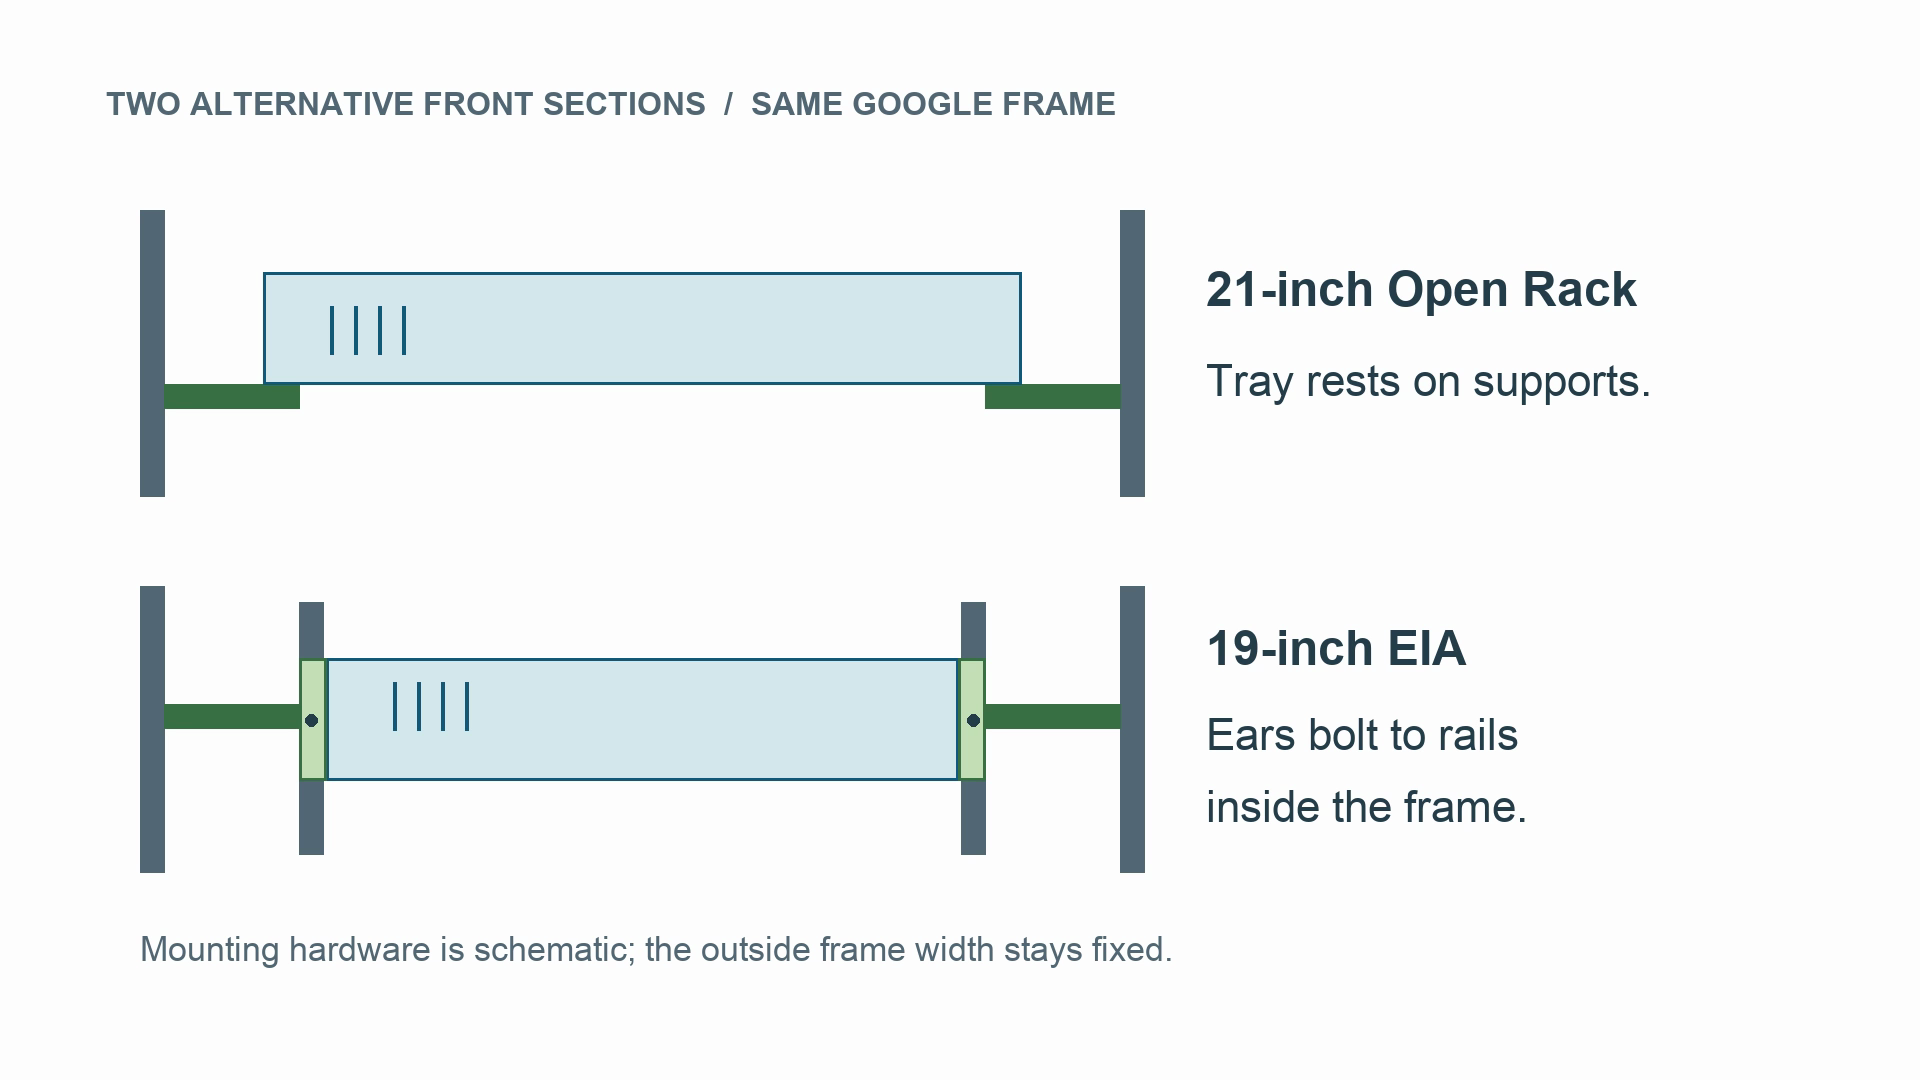 TWO ALTERNATIVE FRONT SECTIONS / SAME GOOGLE FRAME
21-inch Open Rack
Tray rests on supports.
19-inch EIA
Ears bolt to rails
inside the frame.
Mounting hardware is schematic; the outside frame width stays fixed.